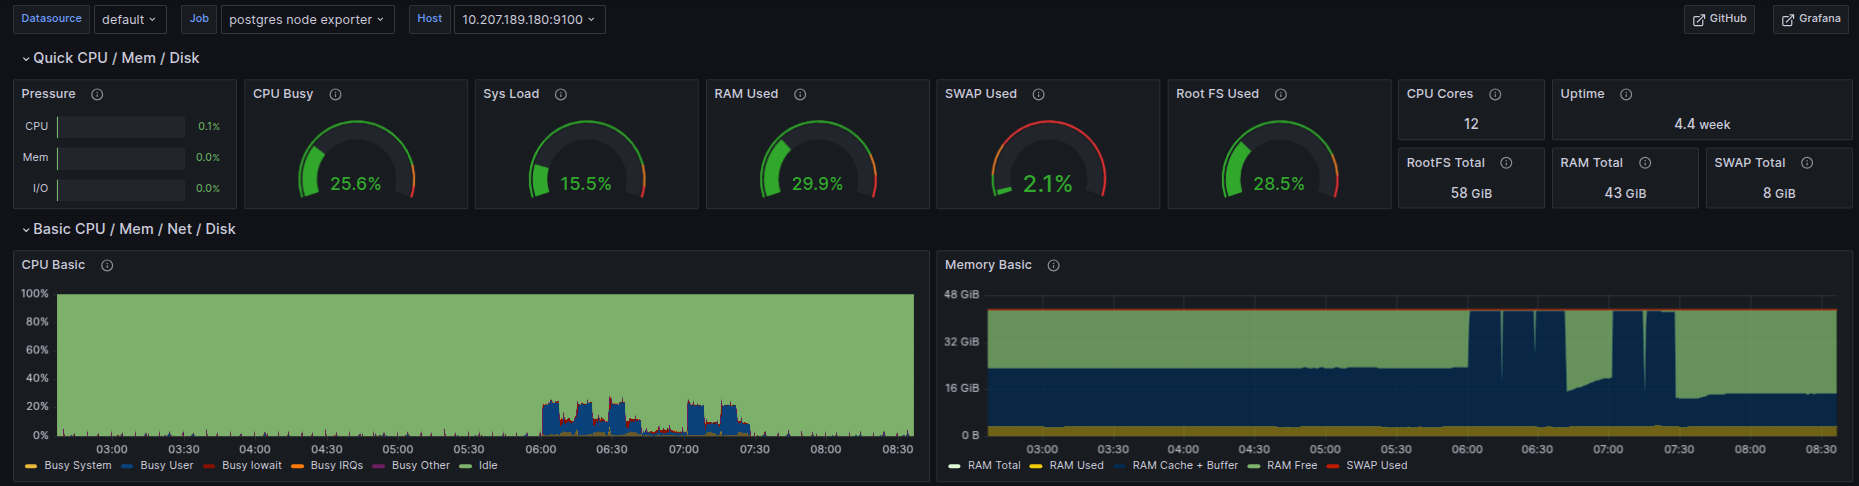 Datasource default Job postgres node exporter Host 10.207.189.180:9100 GitHub Grafana
Quick CPU / Mem / Disk
Pressure
CPU 0.1%
Mem 0.0%
I/O 0.0%
CPU Busy
25.6%
Sys Load
15.5%
RAM Used
29.9%
SWAP Used
2.1%
Root FS Used
28.5%
CPU Cores
12
Uptime
4.4 week
RootFS Total
58 GiB
RAM Total
43 GiB
SWAP Total
8 GiB
Basic CPU / Mem / Net / Disk
CPU Basic
100%
80%
60%
40%
20%
0%
03:00 03:30 04:00 04:30 05:00 05:30 06:00 06:30 07:00 07:30 08:00 08:30
Busy System Busy User Busy Iowait Busy IRQs Busy Other Idle
Memory Basic
48 GiB
32 GiB
16 GiB
0 B
03:00 03:30 04:00 04:30 05:00 05:30 06:00 06:30 07:00 07:30 08:00 08:30
RAM Total RAM Used RAM Cache + Buffer RAM Free SWAP Used